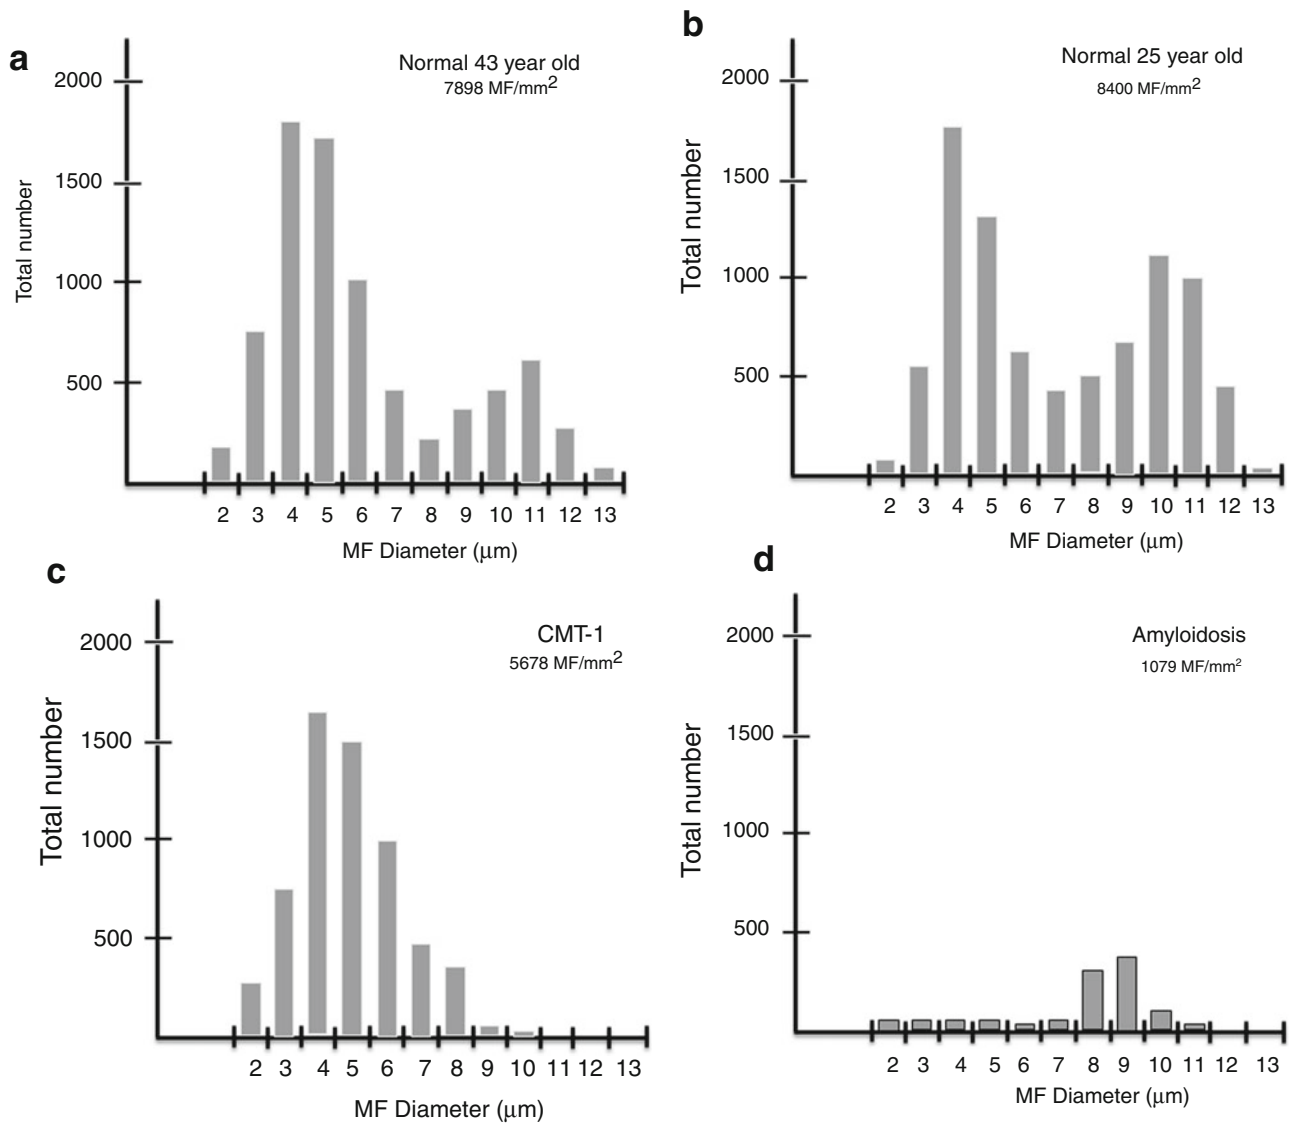 a
Normal 43 year old
7898 MF/mm2
2000
1500
1000
500
Total number
2 3 4 5 6 7 8 9 10 11 12 13
MF Diameter (μm)
b
Normal 25 year old
8400 MF/mm2
2000
1500
1000
500
Total number
2 3 4 5 6 7 8 9 10 11 12 13
MF Diameter (μm)
c
CMT-1
5678 MF/mm2
2000
1500
1000
500
Total number
2 3 4 5 6 7 8 9 10 11 12 13
MF Diameter (μm)
d
Amyloidosis
1079 MF/mm2
2000
1500
1000
500
Total number
2 3 4 5 6 7 8 9 10 11 12 13
MF Diameter (μm)